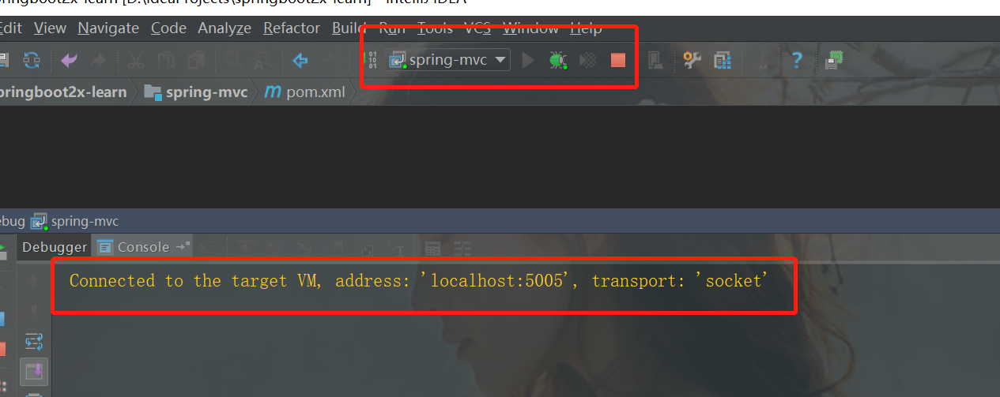 springboot2x-learn [D:\IdeaProjects\springboot2x-learn] - IntelliJ IDEA
Edit View Navigate Code Analyze Refactor Build Run Tools VCS Window Help
spring-mvc
springboot2x-learn spring-mvc m pom.xml
ebug spring-mvc
Debugger Console
Connected to the target VM, address: 'localhost:5005', transport: 'socket'